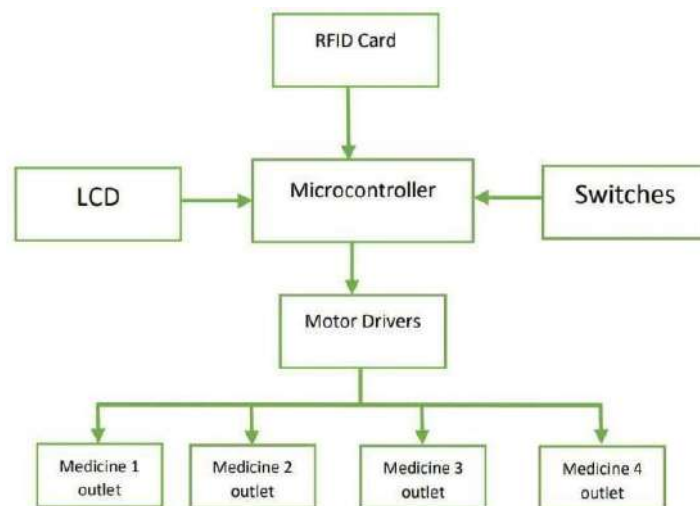 RFID Card
LCD
Microcontroller
Switches
Motor Drivers
Medicine 1
outlet
Medicine 2
outlet
Medicine 3
outlet
Medicine 4
outlet